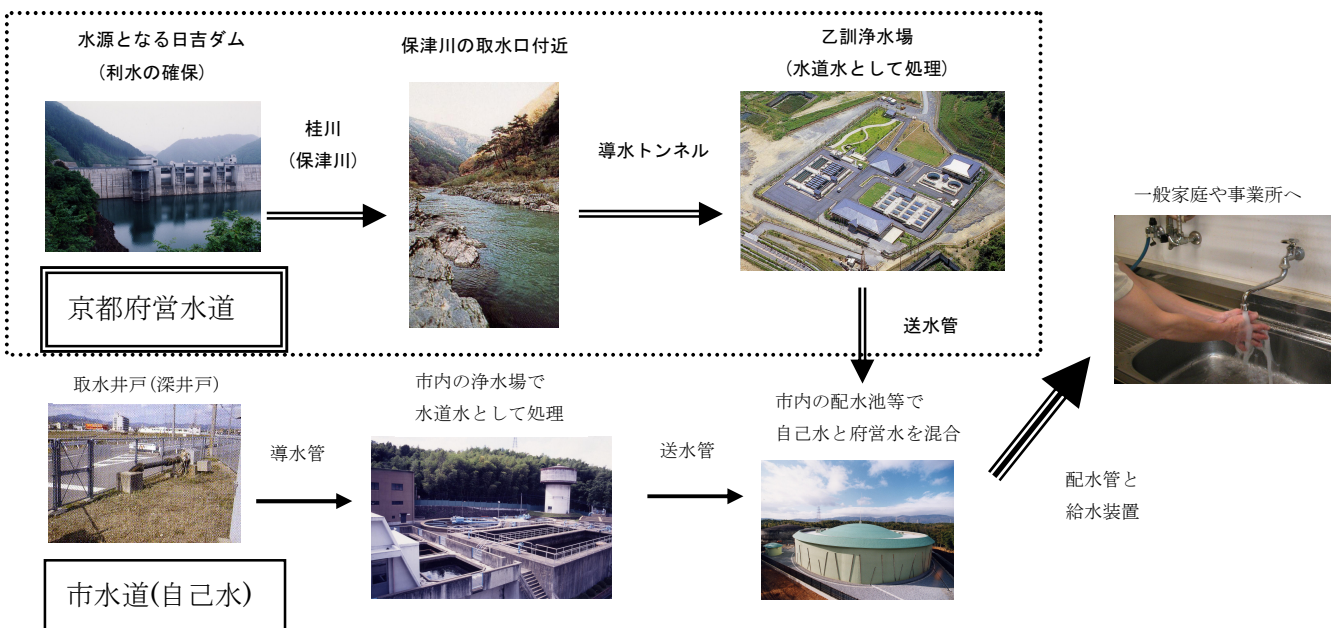 水源となる日吉ダム
(利水の確保)
保津川の取水口付近
乙訓浄水場
(水道水として処理)
桂川
(保津川)
導水トンネル
京都府営水道
送水管
一般家庭や事業所へ
取水井戸(深井戸)
市内の浄水場で
水道水として処理
市内の配水池等で
自己水と府営水を混合
導水管
送水管
配水管と
給水装置
市水道(自己水)